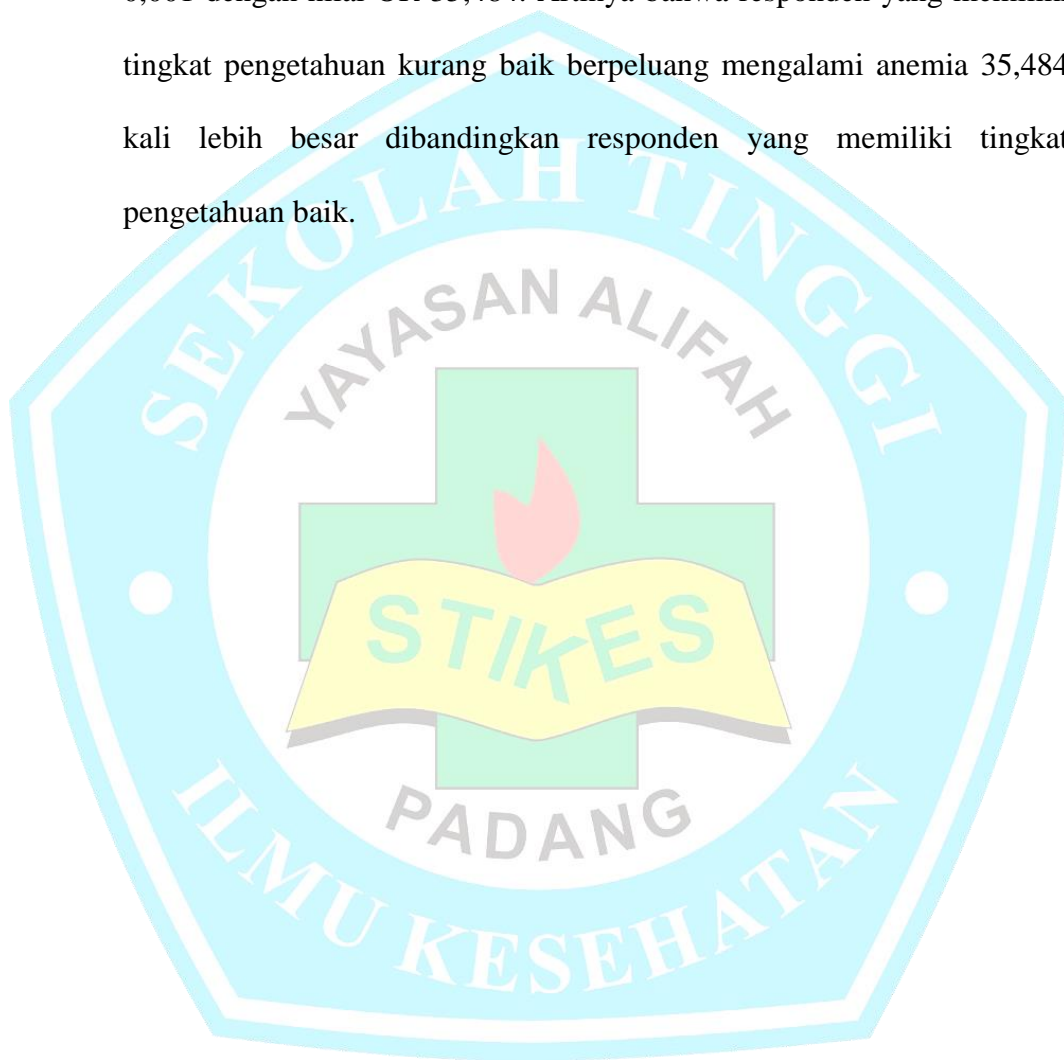 tingkat pengetahuan kurang baik berpeluang mengalami anemia 35,484
kali lebih besar dibandingkan responden yang memiliki tingkat
pengetahuan baik.
SEKOLAH TINGGI
YAYASAN ALIFAH
STIKES
PADANG
ILMU KESEHATAN